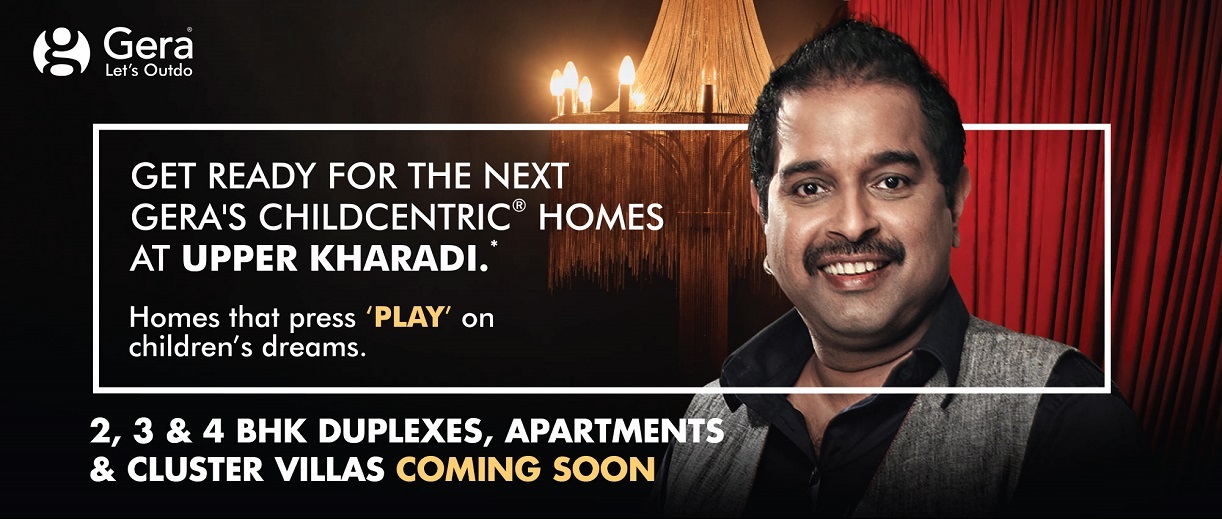 Gera®
Let's Outdo
GET READY FOR THE NEXT
GERA'S CHILDCENTRIC® HOMES
AT UPPER KHARADI.*
Homes that press ‘PLAY’ on
children’s dreams.
2, 3 & 4 BHK DUPLEXES, APARTMENTS
& CLUSTER VILLAS COMING SOON